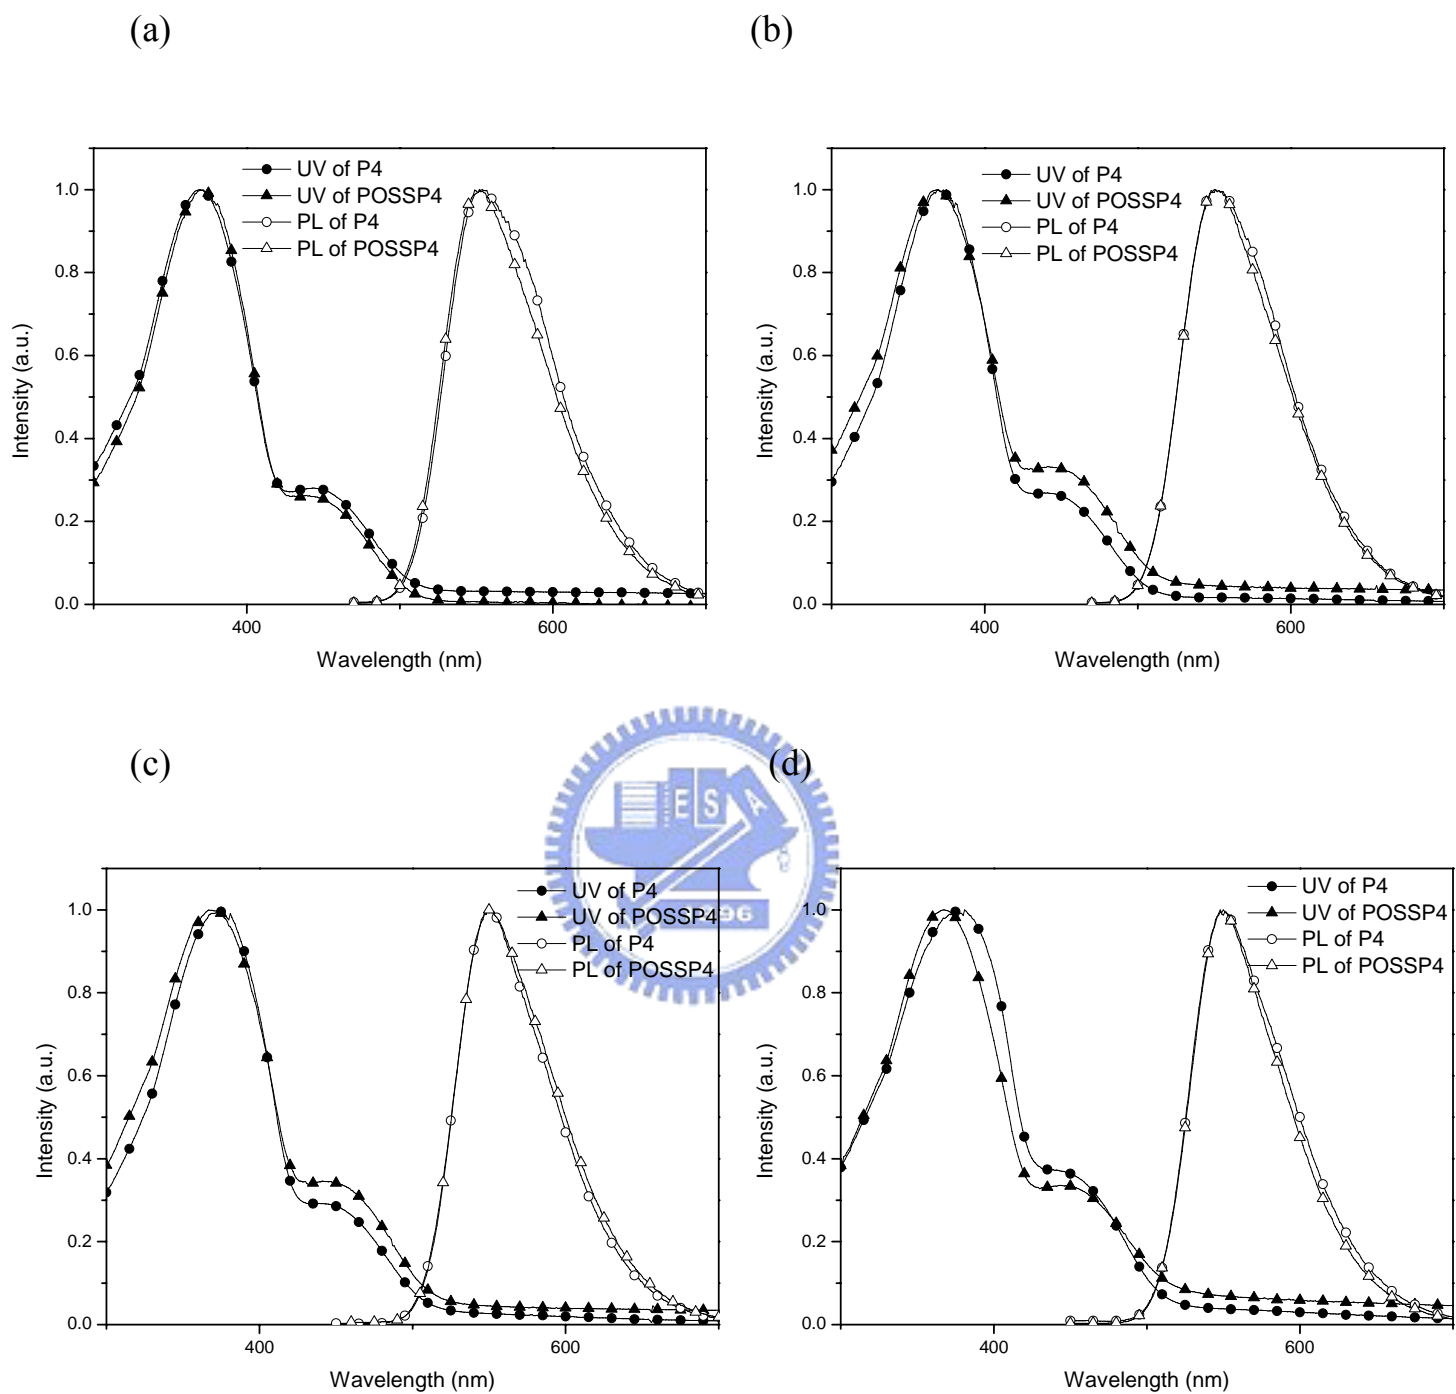 (a)
(b)
UV of P4
UV of POSSP4
PL of P4
PL of POSSP4
1.0
0.8
0.6
0.4
0.2
0.0
400
600
Intensity (a.u.)
Wavelength (nm)
UV of P4
UV of POSSP4
PL of P4
PL of POSSP4
1.0
0.8
0.6
0.4
0.2
0.0
400
600
Intensity (a.u.)
Wavelength (nm)
(c)
(d)
E S A
1896
UV of P4
UV of POSSP4
PL of P4
PL of POSSP4
1.0
0.8
0.6
0.4
0.2
0.0
400
600
Intensity (a.u.)
Wavelength (nm)
UV of P4
UV of POSSP4
PL of P4
PL of POSSP4
1.0
0.8
0.6
0.4
0.2
0.0
400
600
Intensity (a.u.)
Wavelength (nm)